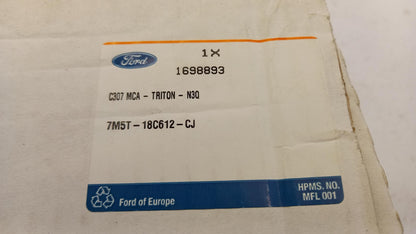 Ford
1X
1698893
C307 MCA - TRITON - N3Q
7M5T - 18C612 - CJ
Ford of Europe
HPMS. NO.
MFL 001